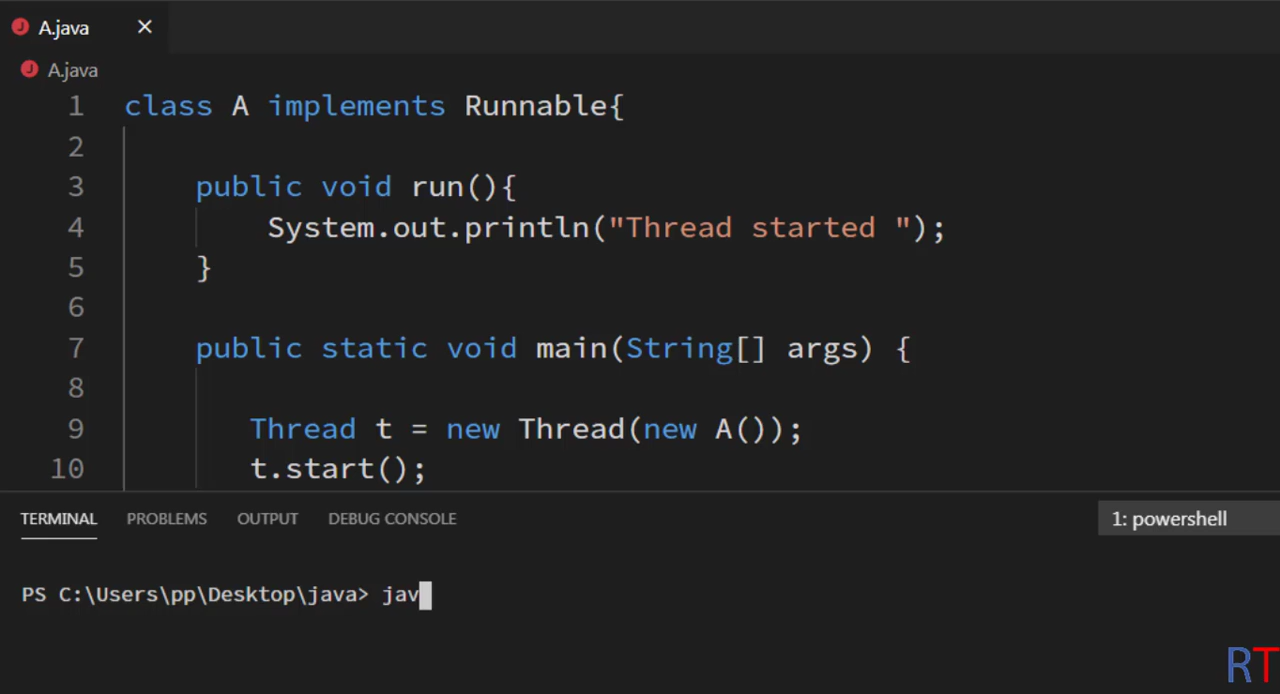 A.java
A.java
1 class A implements Runnable{
2
3 public void run(){
4 System.out.println("Thread started ");
5 }
6
7 public static void main(String[] args) {
8
9 Thread t = new Thread(new A());
10 t.start();
TERMINAL PROBLEMS OUTPUT DEBUG CONSOLE 1: powershell
PS C:\Users\pp\Desktop\java> jav
RT